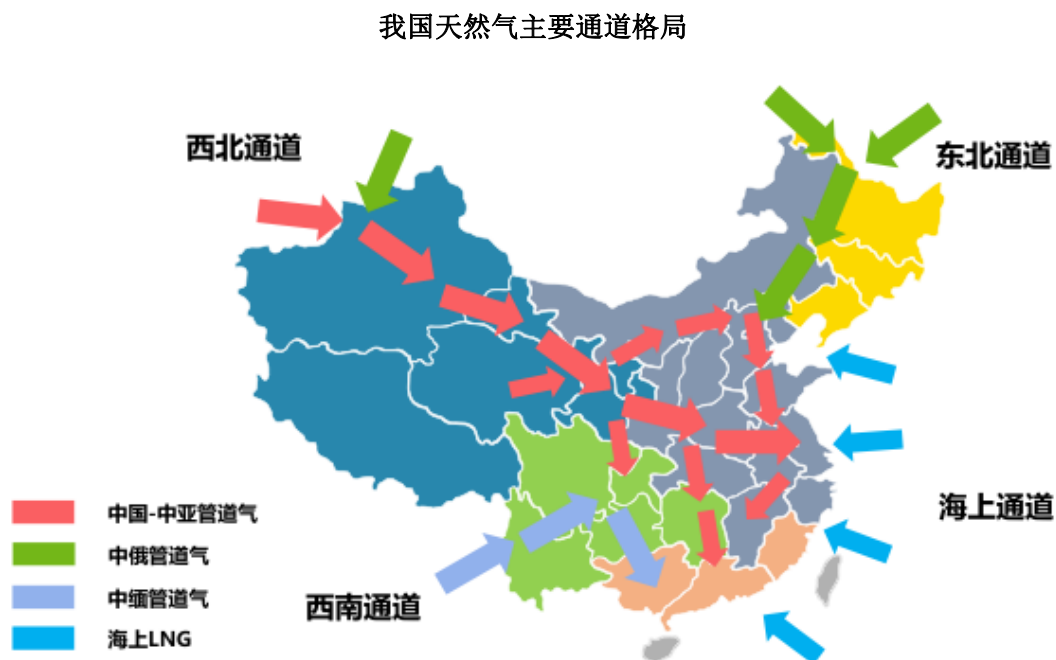 我国天然气主要通道格局
西北通道
东北通道
海上通道
西南通道
中国-中亚管道气
中俄管道气
中缅管道气
海上LNG